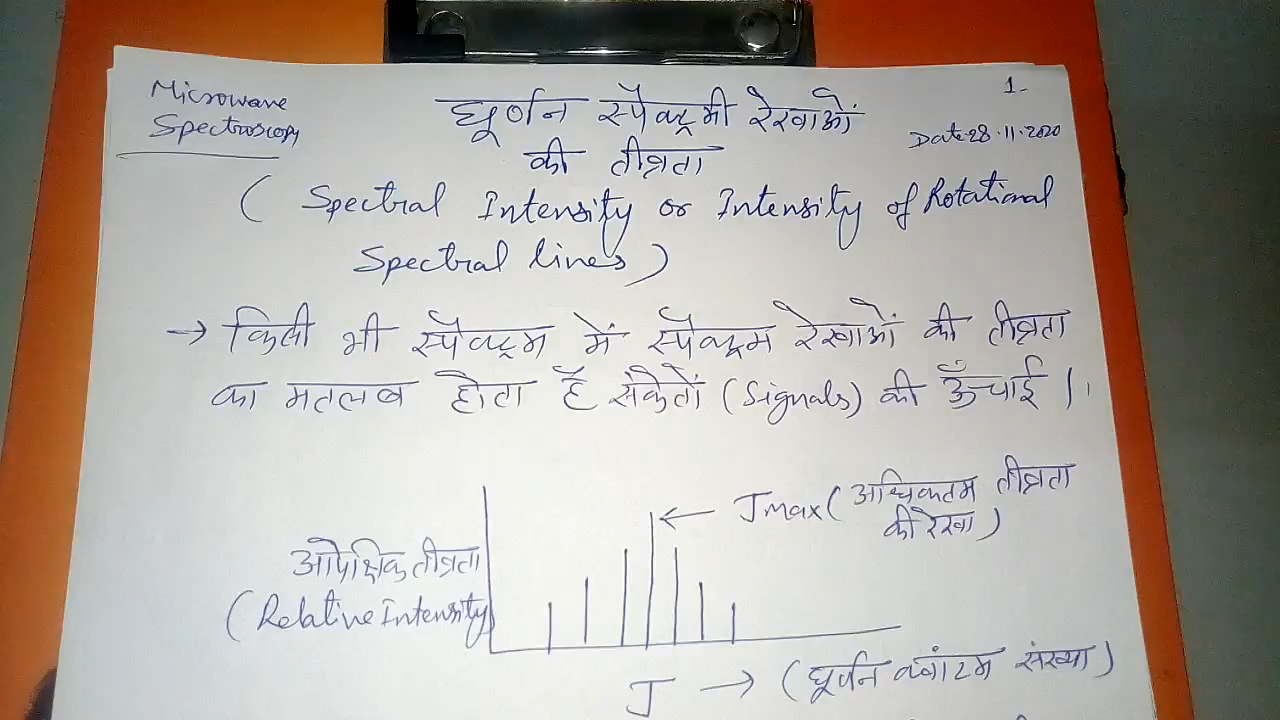 Microwave
Spectroscopy
1-
Date 28.11.2020
घूर्णन स्पैक्ट्रमी रेखाओं
की तीव्रता
( Spectral Intensity or Intensity of Rotational
Spectral lines )
→ किसी भी स्पैक्ट्रम में स्पैक्ट्रम रेखाओं की तीव्रता
का मतलब होता है संकेतों (Signals) की ऊँचाई ।
← Jmax ( अधिकतम तीव्रता
की रेखा )
आपेक्षिक तीव्रता
( Relative Intensity
J → ( घूर्णन क्वांटम संख्या )